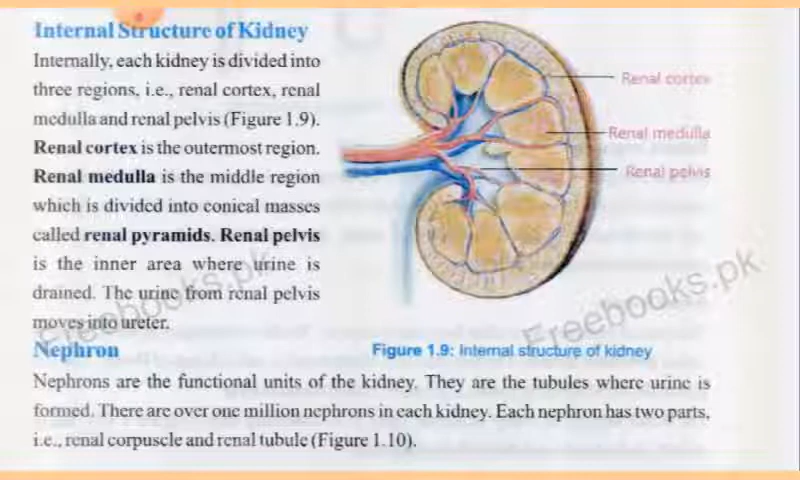 Internal Structure of Kidney
Internally, each kidney is divided into
three regions, i.e., renal cortex, renal
medulla and renal pelvis (Figure 1.9).
Renal cortex is the outermost region.
Renal medulla is the middle region
which is divided into conical masses
called renal pyramids. Renal pelvis
is the inner area where urine is
drained. The urine from renal pelvis
moves into ureter.
Renal cortex
Renal medulla
Renal pelvis
Figure 1.9: Internal structure of kidney
Nephron
Nephrons are the functional units of the kidney. They are the tubules where urine is
formed. There are over one million nephrons in each kidney. Each nephron has two parts,
i.e., renal corpuscle and renal tubule (Figure 1.10).
Freebooks.pk
Freebooks.pk